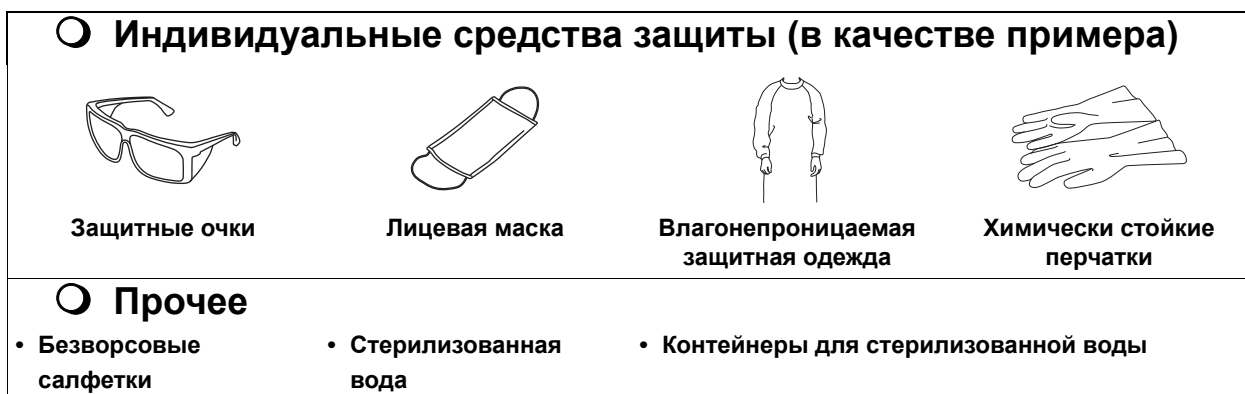 Индивидуальные средства защиты (в качестве примера)
Защитные очки
Лицевая маска
Влагонепроницаемая
защитная одежда
Химически стойкие
перчатки
Прочее
• Безворсовые
салфетки
• Стерилизованная
вода
• Контейнеры для стерилизованной воды